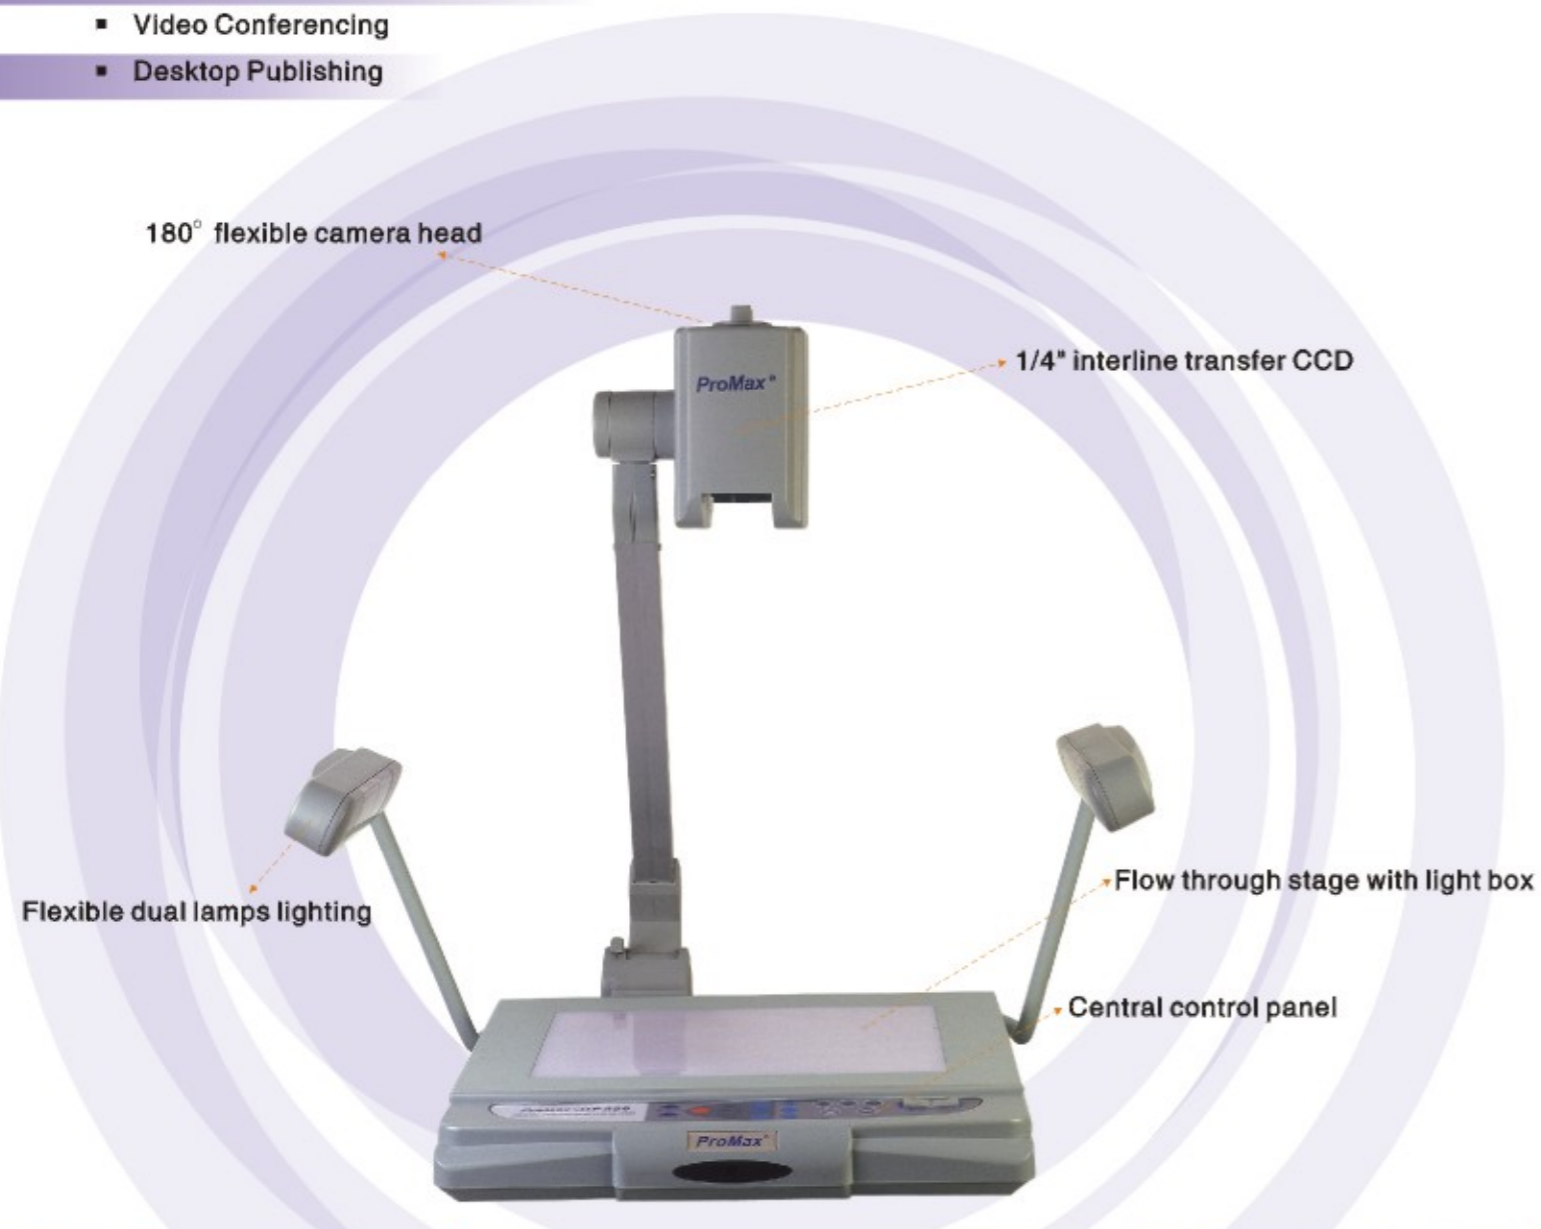 ▪ Video Conferencing
▪ Desktop Publishing
180° flexible camera head
1/4" interline transfer CCD
ProMax®
Flow through stage with light box
Flexible dual lamps lighting
Central control panel
ProMax®